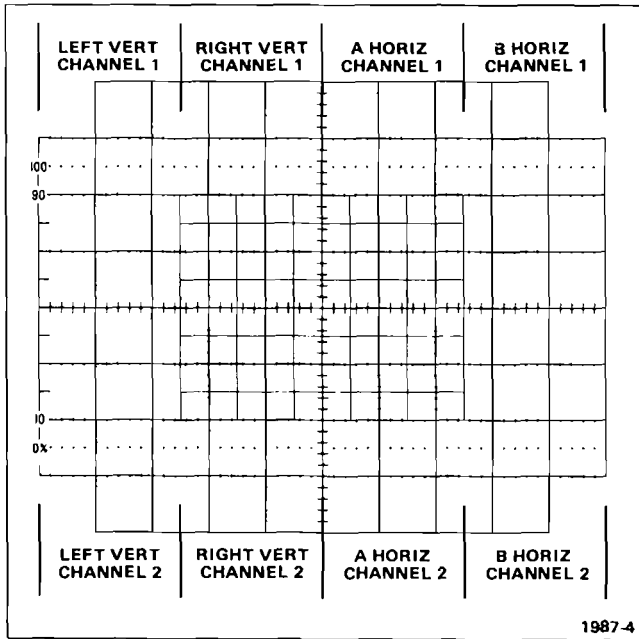 LEFT VERT
CHANNEL 1
RIGHT VERT
CHANNEL 1
A HORIZ
CHANNEL 1
B HORIZ
CHANNEL 1
100
90
10
0%
LEFT VERT
CHANNEL 2
RIGHT VERT
CHANNEL 2
A HORIZ
CHANNEL 2
B HORIZ
CHANNEL 2
1987-4